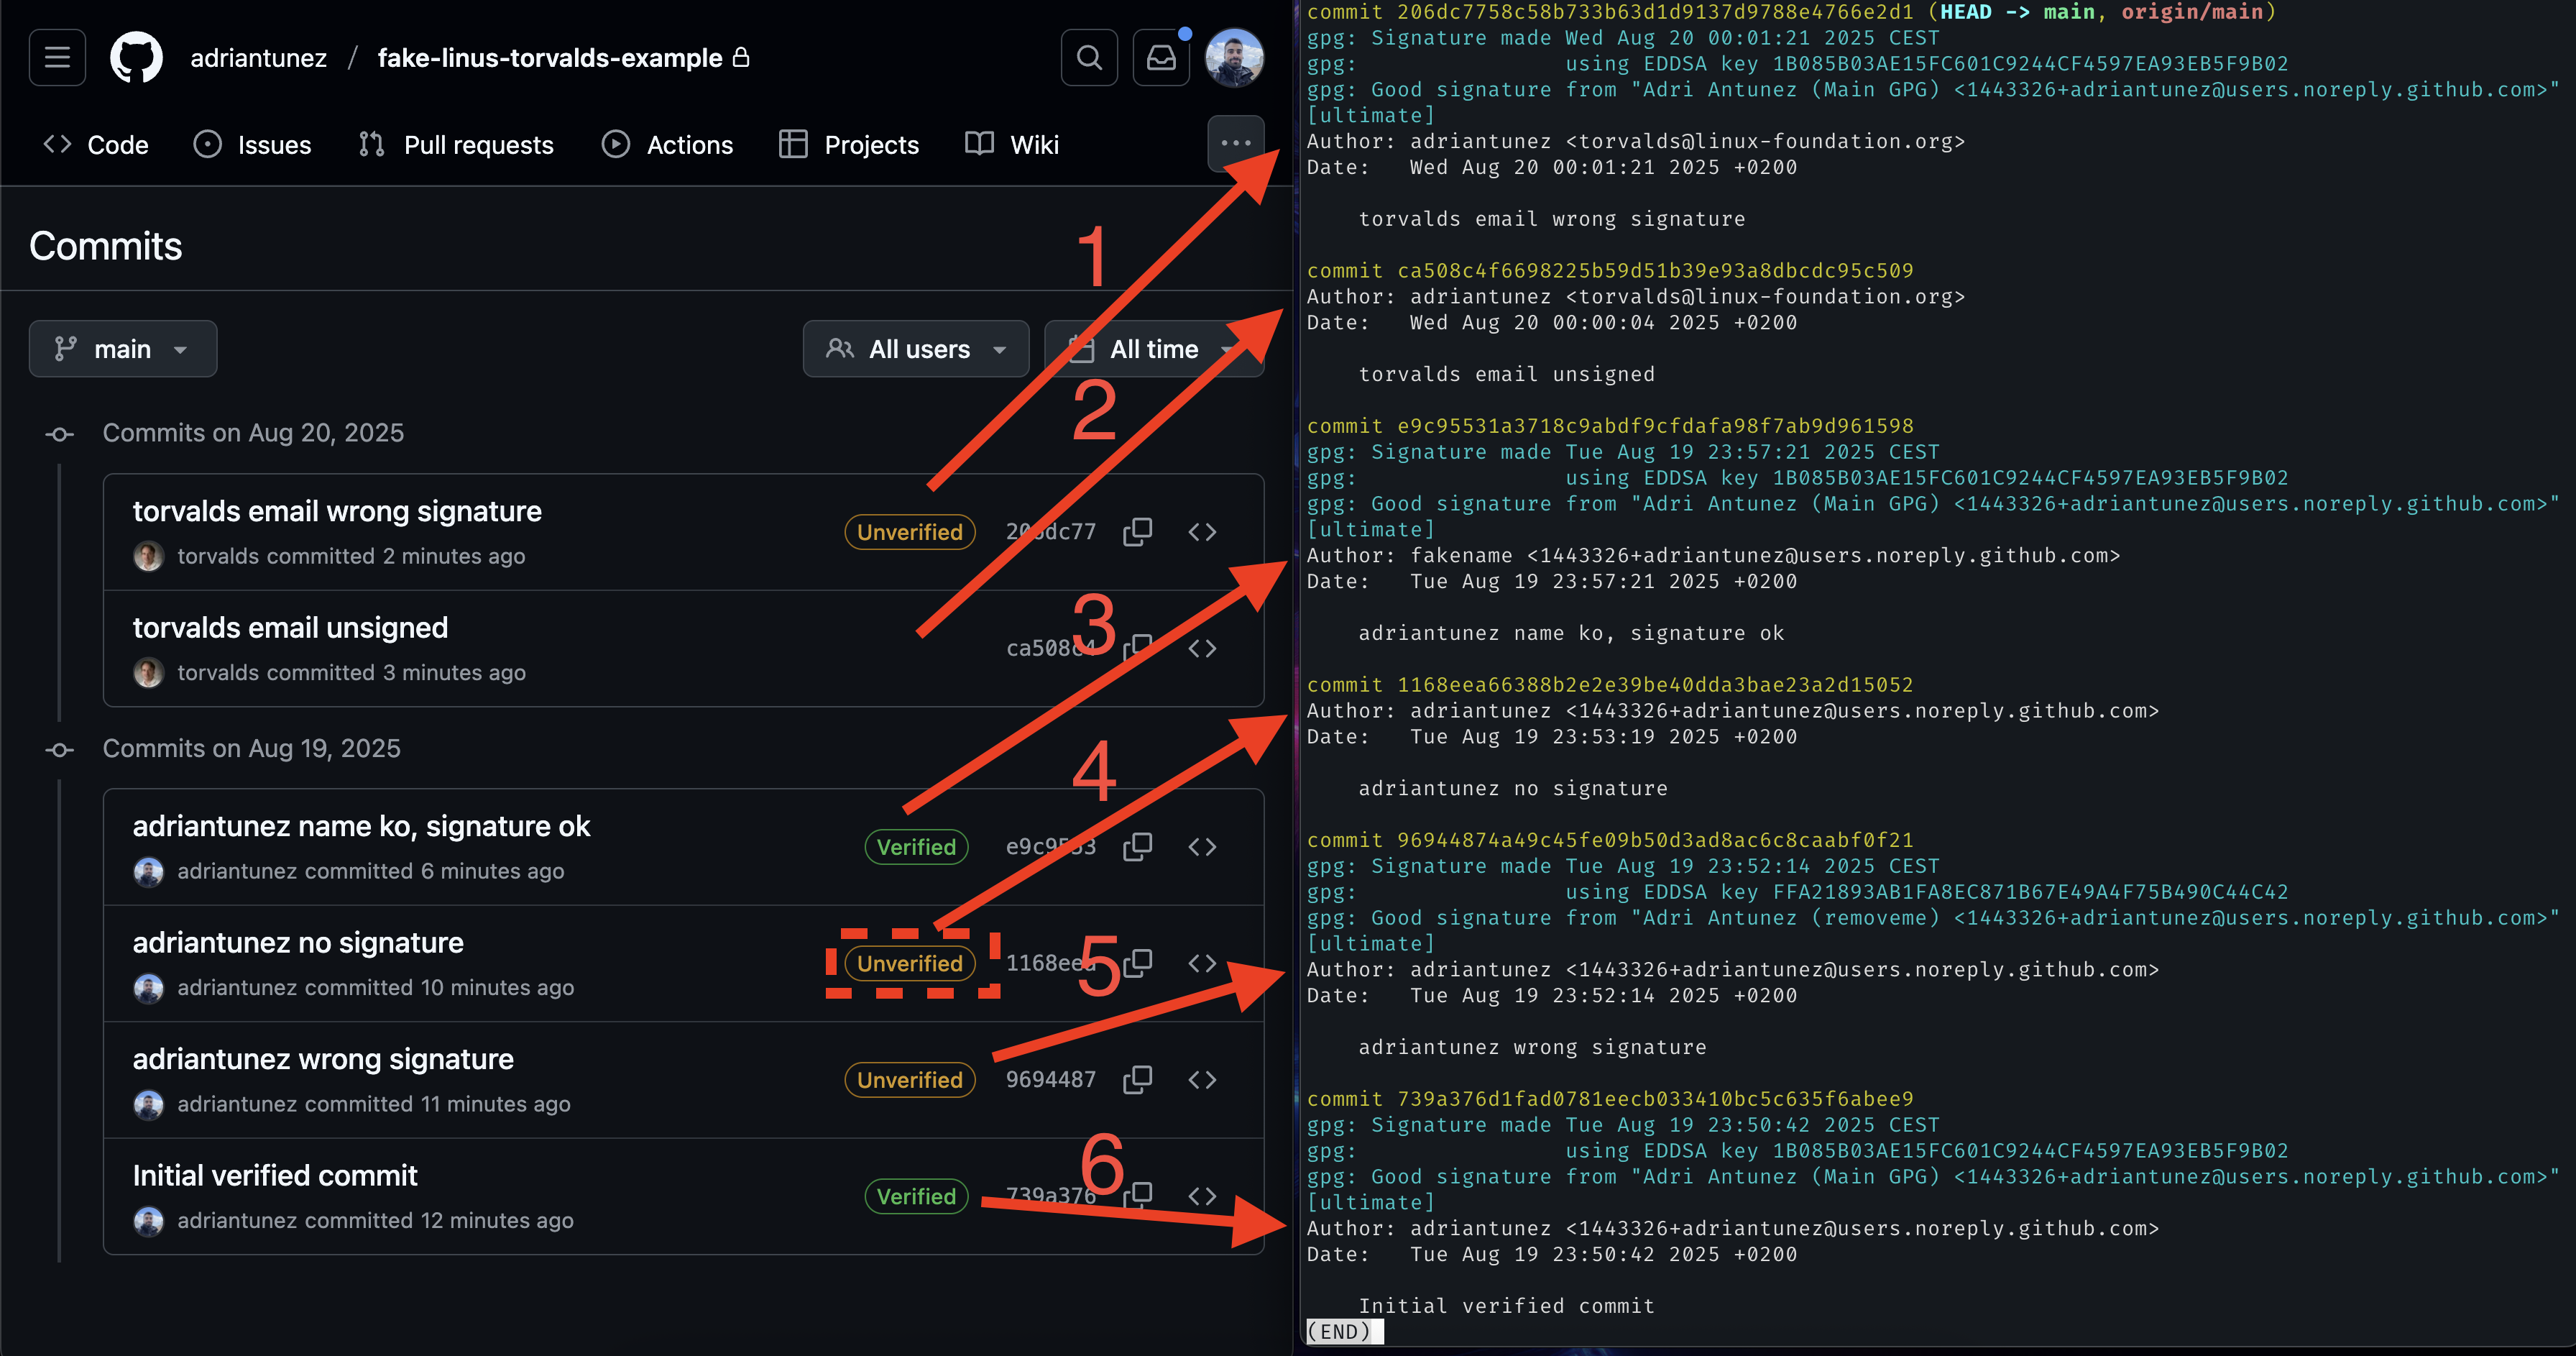 adriantunez / fake-linus-torvalds-example
Code Issues Pull requests Actions Projects Wiki
Commits
main All users All time
Commits on Aug 20, 2025
torvalds email wrong signature
torvalds committed 2 minutes ago
Unverified 206dc77
torvalds email unsigned
torvalds committed 3 minutes ago
ca508c4
Commits on Aug 19, 2025
adriantunez name ko, signature ok
adriantunez committed 6 minutes ago
Verified e9c9553
adriantunez no signature
adriantunez committed 10 minutes ago
Unverified 1168eea
adriantunez wrong signature
adriantunez committed 11 minutes ago
Unverified 9694487
Initial verified commit
adriantunez committed 12 minutes ago
Verified 739a376
1
2
3
4
5
6
commit 206dc7758c58b733b63d1d9137d9788e4766e2d1 (HEAD -> main, origin/main)
gpg: Signature made Wed Aug 20 00:01:21 2025 CEST
gpg: using EDDSA key 1B085B03AE15FC601C9244CF4597EA93EB5F9B02
gpg: Good signature from "Adri Antunez (Main GPG) <1443326+adriantunez@users.noreply.github.com>"
[ultimate]
Author: adriantunez <torvalds@linux-foundation.org>
Date: Wed Aug 20 00:01:21 2025 +0200
torvalds email wrong signature
commit ca508c4f6698225b59d51b39e93a8dbcdc95c509
Author: adriantunez <torvalds@linux-foundation.org>
Date: Wed Aug 20 00:00:04 2025 +0200
torvalds email unsigned
commit e9c95531a3718c9abdf9cfdafa98f7ab9d961598
gpg: Signature made Tue Aug 19 23:57:21 2025 CEST
gpg: using EDDSA key 1B085B03AE15FC601C9244CF4597EA93EB5F9B02
gpg: Good signature from "Adri Antunez (Main GPG) <1443326+adriantunez@users.noreply.github.com>"
[ultimate]
Author: fakename <1443326+adriantunez@users.noreply.github.com>
Date: Tue Aug 19 23:57:21 2025 +0200
adriantunez name ko, signature ok
commit 1168eea66388b2e2e39be40dda3bae23a2d15052
Author: adriantunez <1443326+adriantunez@users.noreply.github.com>
Date: Tue Aug 19 23:53:19 2025 +0200
adriantunez no signature
commit 96944874a49c45fe09b50d3ad8ac6c8caabf0f21
gpg: Signature made Tue Aug 19 23:52:14 2025 CEST
gpg: using EDDSA key FFA21893AB1FA8EC871B67E49A4F75B490C44C42
gpg: Good signature from "Adri Antunez (removeme) <1443326+adriantunez@users.noreply.github.com>"
[ultimate]
Author: adriantunez <1443326+adriantunez@users.noreply.github.com>
Date: Tue Aug 19 23:52:14 2025 +0200
adriantunez wrong signature
commit 739a376d1fad0781eecb033410bc5c635f6abee9
gpg: Signature made Tue Aug 19 23:50:42 2025 CEST
gpg: using EDDSA key 1B085B03AE15FC601C9244CF4597EA93EB5F9B02
gpg: Good signature from "Adri Antunez (Main GPG) <1443326+adriantunez@users.noreply.github.com>"
[ultimate]
Author: adriantunez <1443326+adriantunez@users.noreply.github.com>
Date: Tue Aug 19 23:50:42 2025 +0200
Initial verified commit
(END)